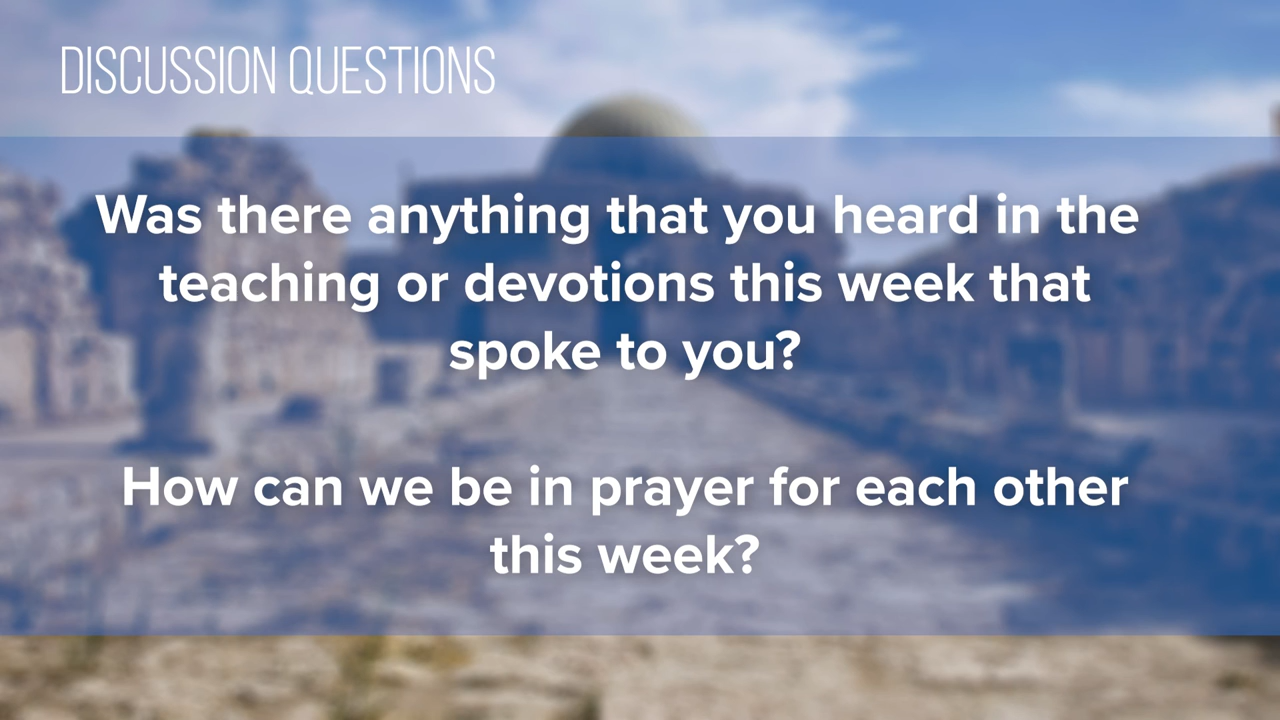 DISCUSSION QUESTIONS
Was there anything that you heard in the
teaching or devotions this week that
spoke to you?
How can we be in prayer for each other
this week?